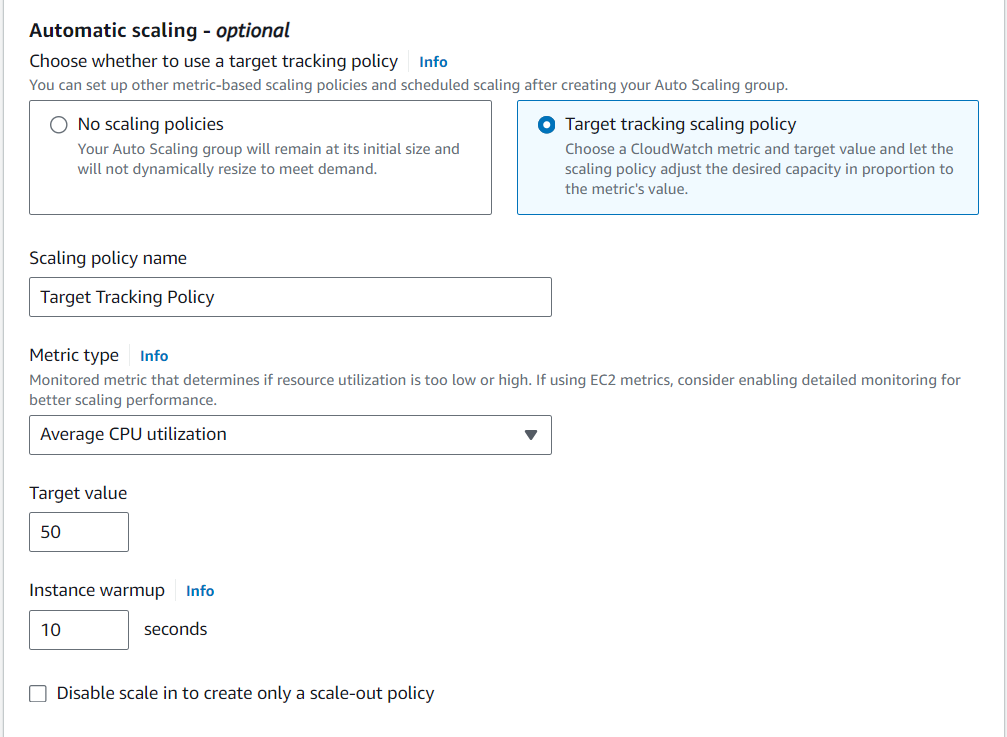 Automatic scaling - optional
Choose whether to use a target tracking policy Info
You can set up other metric-based scaling policies and scheduled scaling after creating your Auto Scaling group.
No scaling policies
Your Auto Scaling group will remain at its initial size and
will not dynamically resize to meet demand.
Target tracking scaling policy
Choose a CloudWatch metric and target value and let the
scaling policy adjust the desired capacity in proportion to
the metric's value.
Scaling policy name
Target Tracking Policy
Metric type Info
Monitored metric that determines if resource utilization is too low or high. If using EC2 metrics, consider enabling detailed monitoring for
better scaling performance.
Average CPU utilization
Target value
50
Instance warmup Info
10 seconds
Disable scale in to create only a scale-out policy